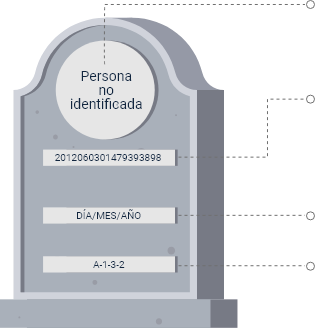 Persona
no
identificada
2012060301479393898
DÍA/MES/AÑO
A-1-3-2